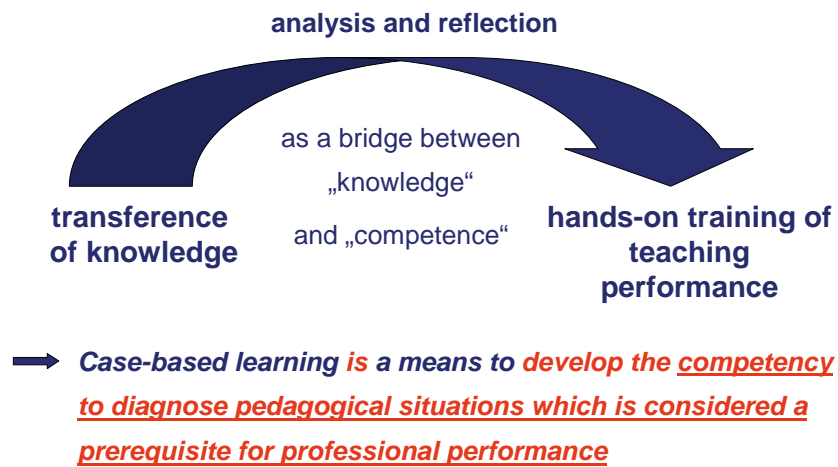 analysis and reflection
as a bridge between
„knowledge“
and „competence“
transference
of knowledge
hands-on training of
teaching
performance
Case-based learning is a means to develop the competency
to diagnose pedagogical situations which is considered a
prerequisite for professional performance